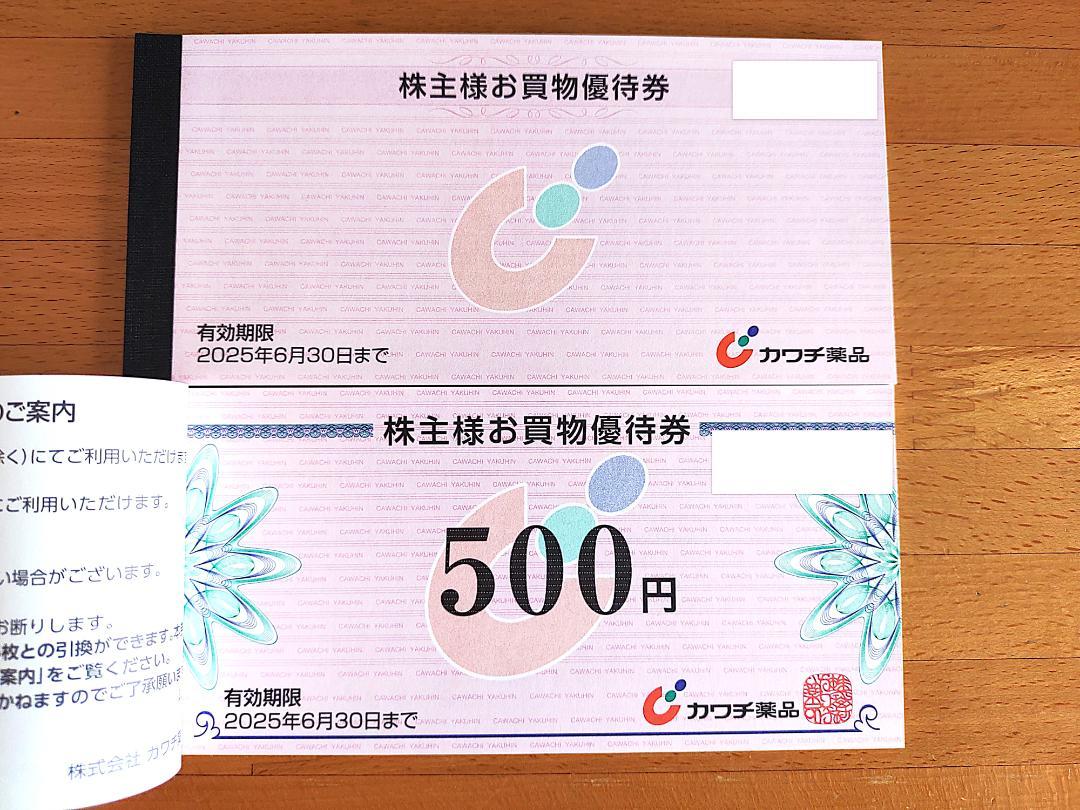 株主様お買物優待券
有効期限
2025年6月30日まで
カワチ薬品
株主様お買物優待券
500円
有効期限
2025年6月30日まで
カワチ薬品
のご案内
除く)にてご利用いただけま
にご利用いただけます。
い場合がございます。
お断りします。
枚との引換ができます。
案内」をご覧ください。
かねますのでご了承願い
株式会社 カワチ
CAWACHI YAKUHIN